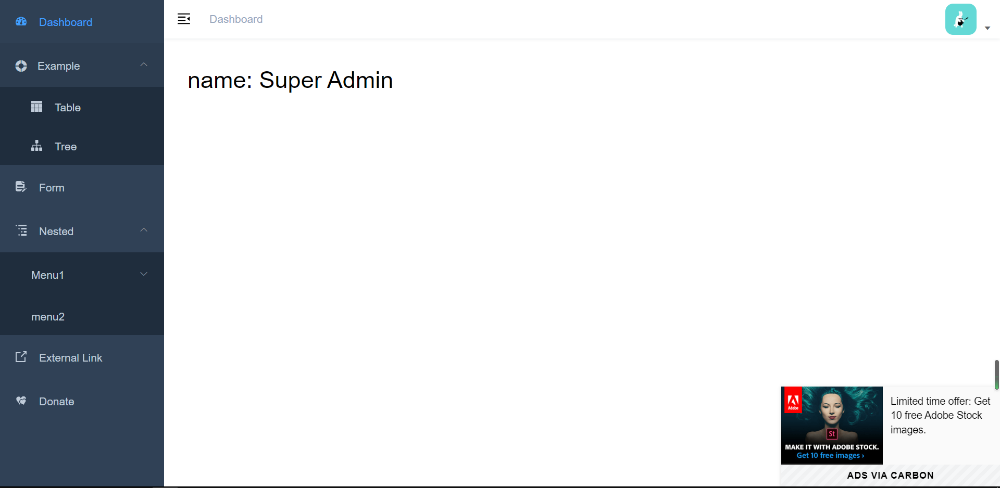 Dashboard
Example
Table
Tree
Form
Nested
Menu1
menu2
External Link
Donate
Dashboard
name: Super Admin
Adobe
St
MAKE IT WITH ADOBE STOCK.
Get 10 free images ›
Limited time offer: Get
10 free Adobe Stock
images.
ADS VIA CARBON